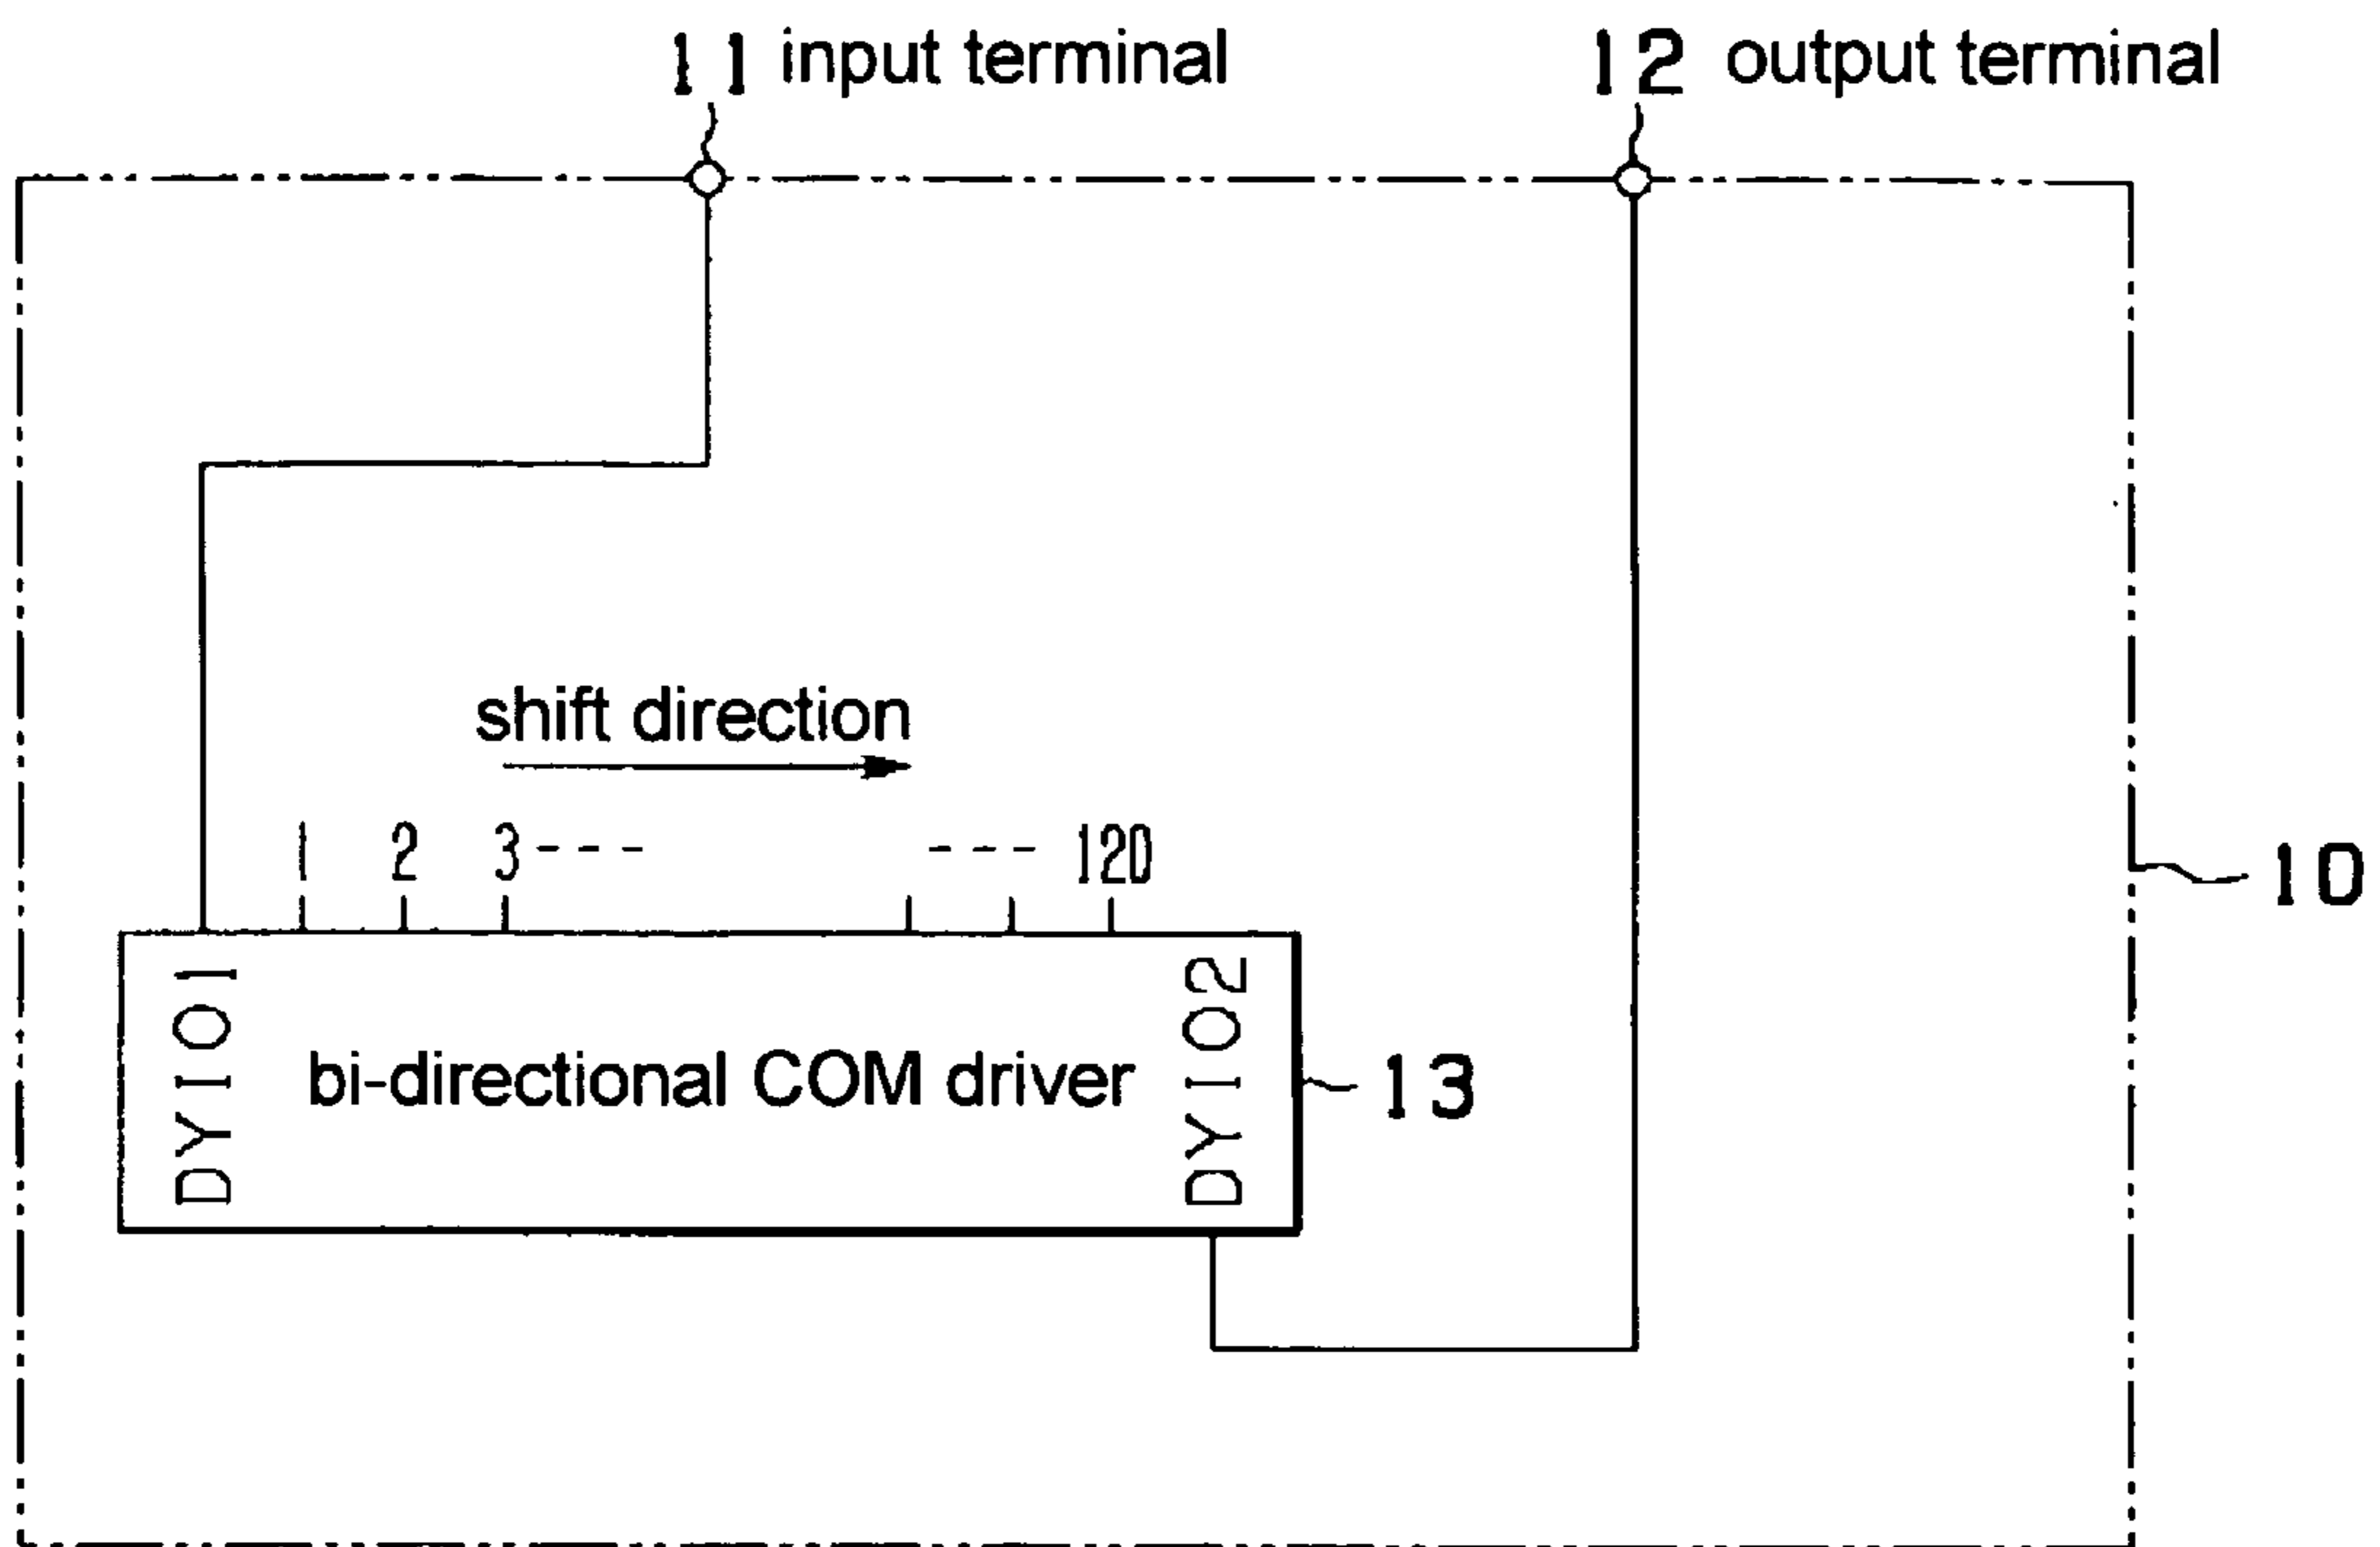 11 input terminal
12 output terminal
shift direction
1 2 3 --- --- 120
10
DYIO1
bi-directional COM driver
DYIO2
13